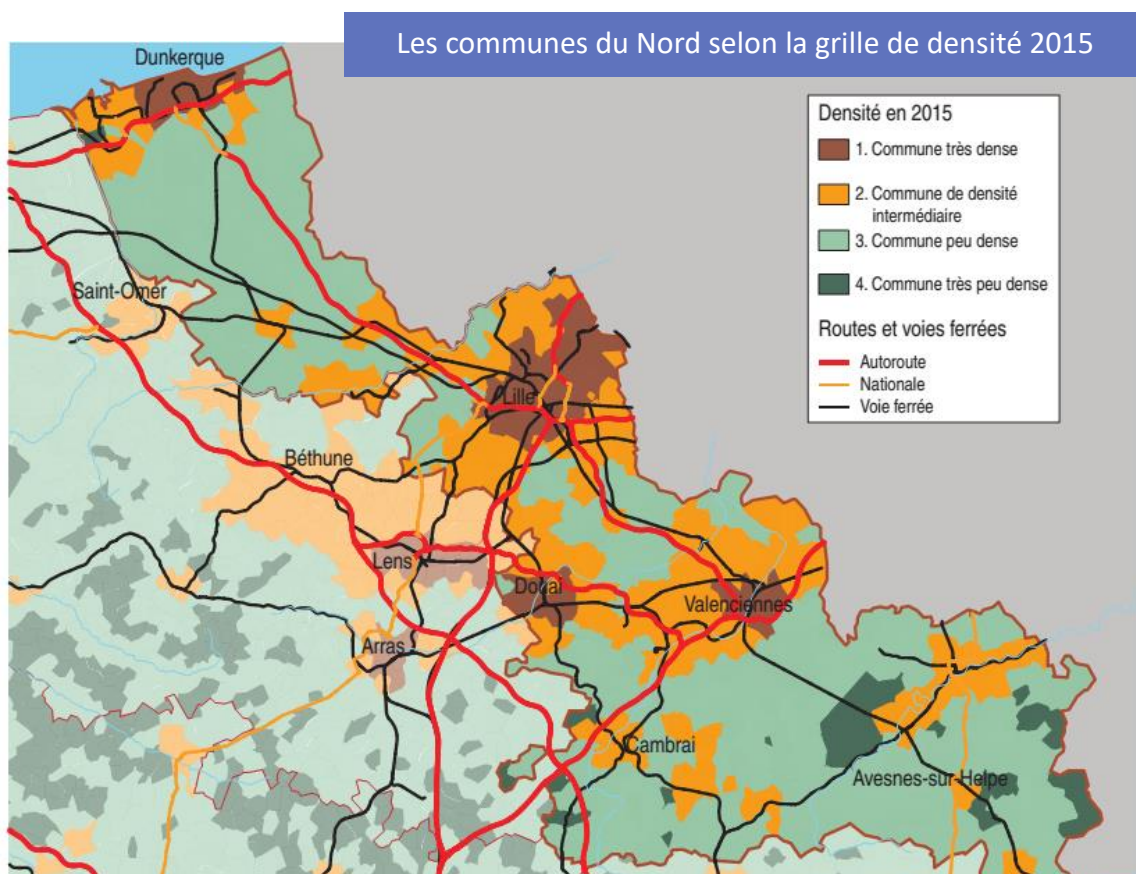 Les communes du Nord selon la grille de densité 2015
Dunkerque
Densité en 2015
1. Commune très dense
2. Commune de densité
intermédiaire
3. Commune peu dense
4. Commune très peu dense
Routes et voies ferrées
Autoroute
Nationale
Voie ferrée
Saint-Omer
Lille
Béthune
Lens
Douai
Valenciennes
Arras
Cambrai
Avesnes-sur-Helpe